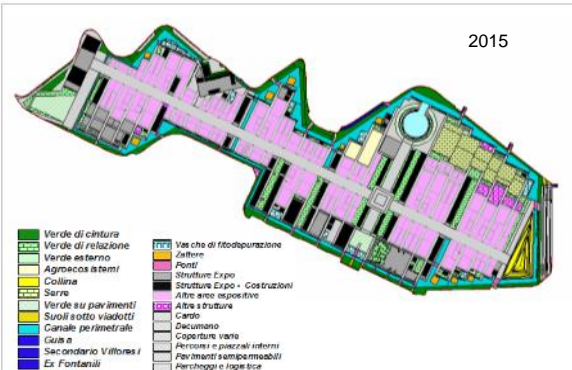 2015
Verde di cintura
Verde di relazione
Verde esterno
Agroecosistemi
Collina
Serre
Verde su pavimenti
Suoli sotto viadotti
Canale perimetrale
Guisa
Secondario Villoresi
Ex Fontanili
Vasche di fitodepurazione
Zattere
Ponti
Strutture Expo
Strutture Expo - Costruzioni
Altre aree espositive
Altre strutture
Cardo
Decumano
Coperture varie
Percorsi e piazzali interni
Pavimenti semipermeabili
Parcheggi e logistica